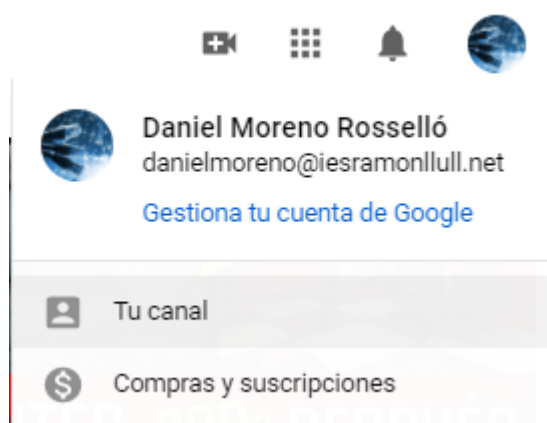 Daniel Moreno Rosselló
danielmoreno@iesramonllull.net
Gestiona tu cuenta de Google
Tu canal
Compras y suscripciones